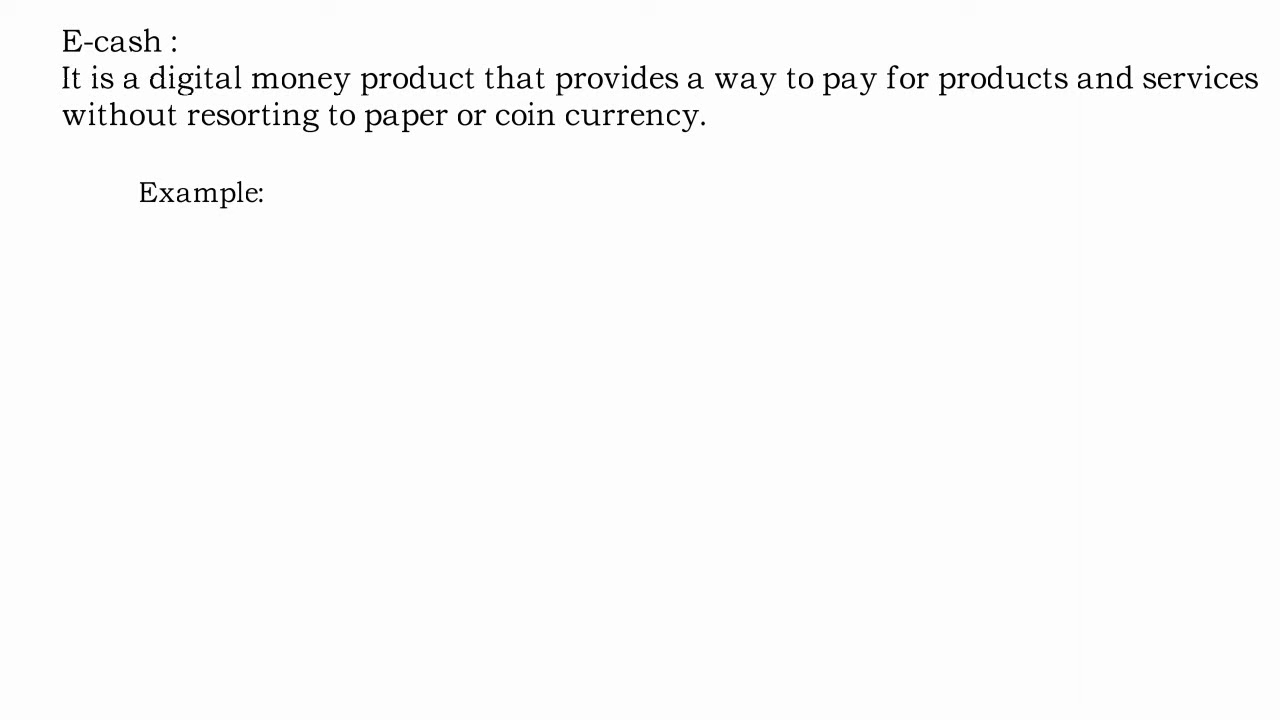 E-cash :
It is a digital money product that provides a way to pay for products and services
without resorting to paper or coin currency.
Example: